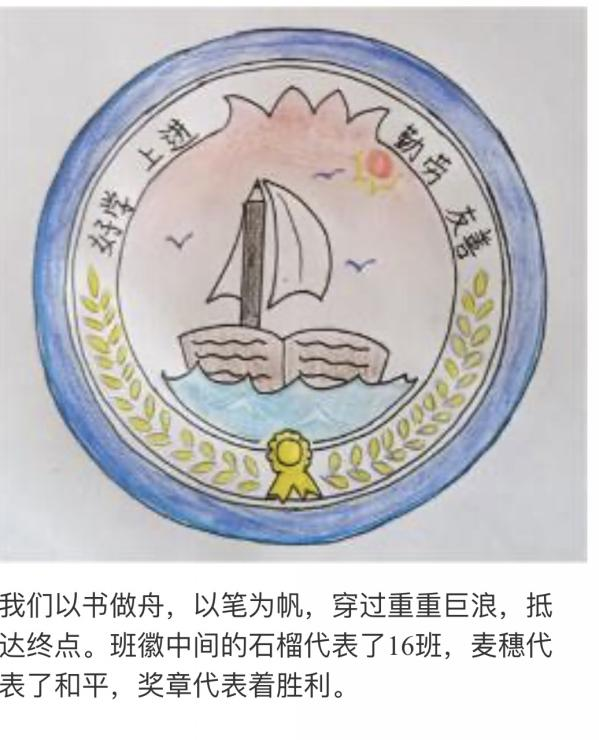 好学 上进 勤劳 友善
我们以书做舟，以笔为帆，穿过重重巨浪，抵
达终点。班徽中间的石榴代表了16班，麦穗代
表了和平，奖章代表着胜利。